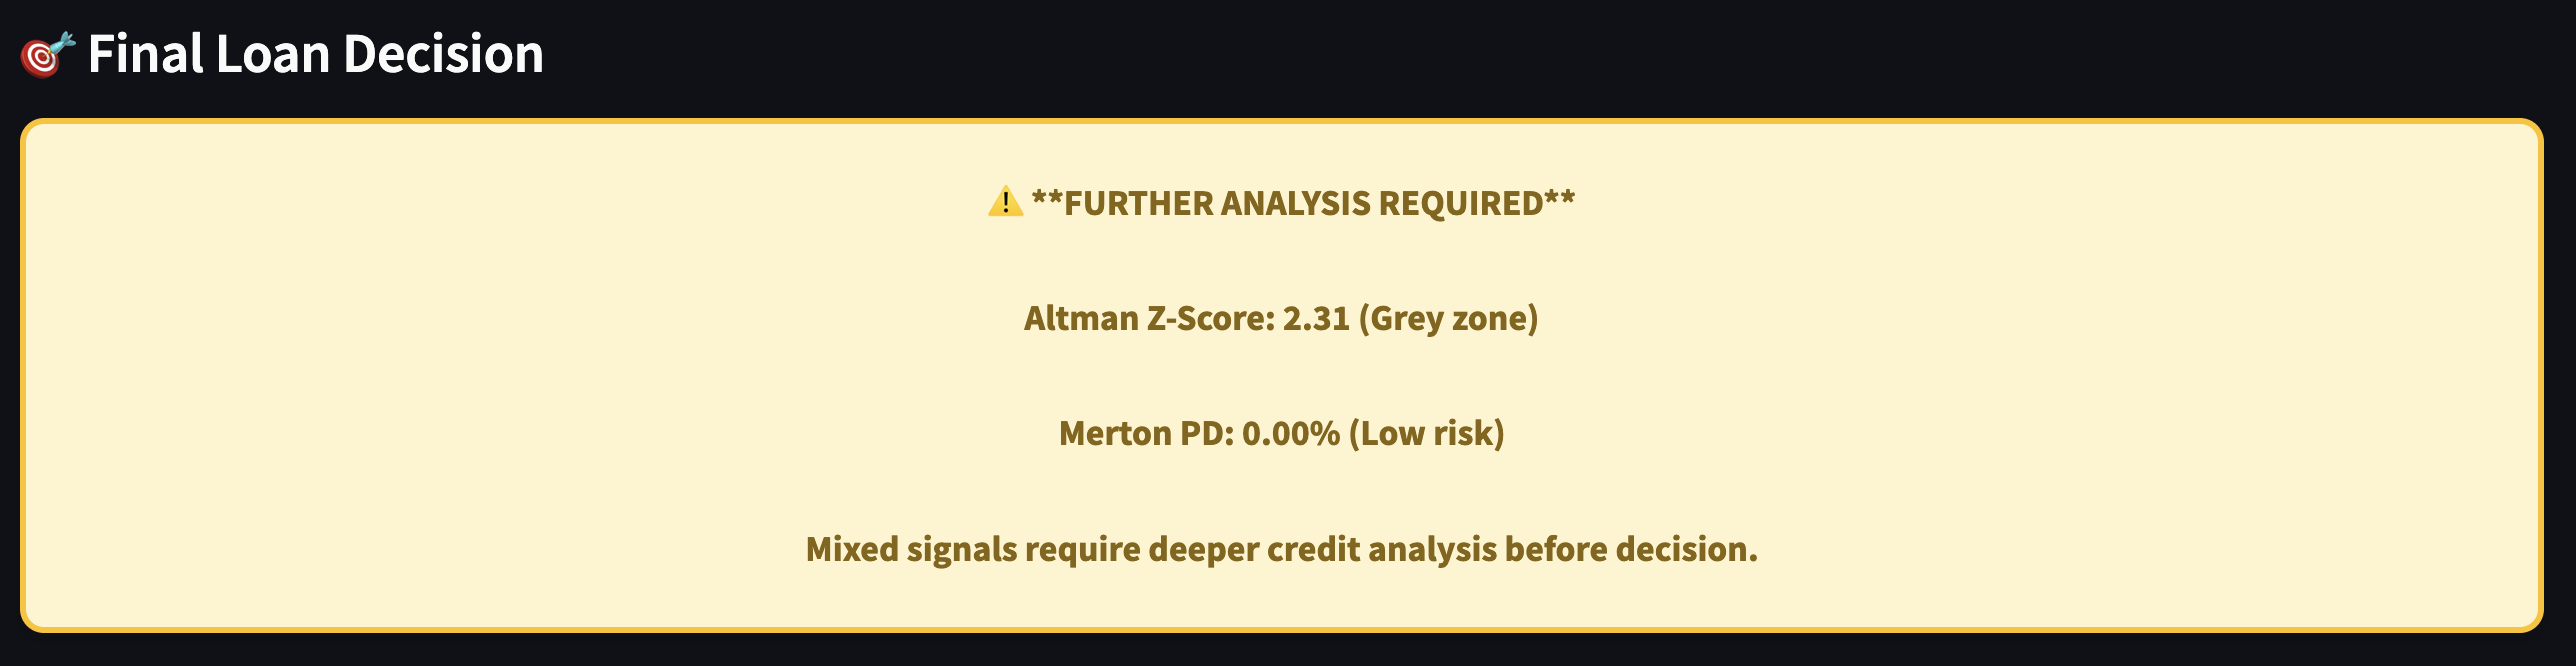 🎯 Final Loan Decision
⚠️ **FURTHER ANALYSIS REQUIRED**
Altman Z-Score: 2.31 (Grey zone)
Merton PD: 0.00% (Low risk)
Mixed signals require deeper credit analysis before decision.